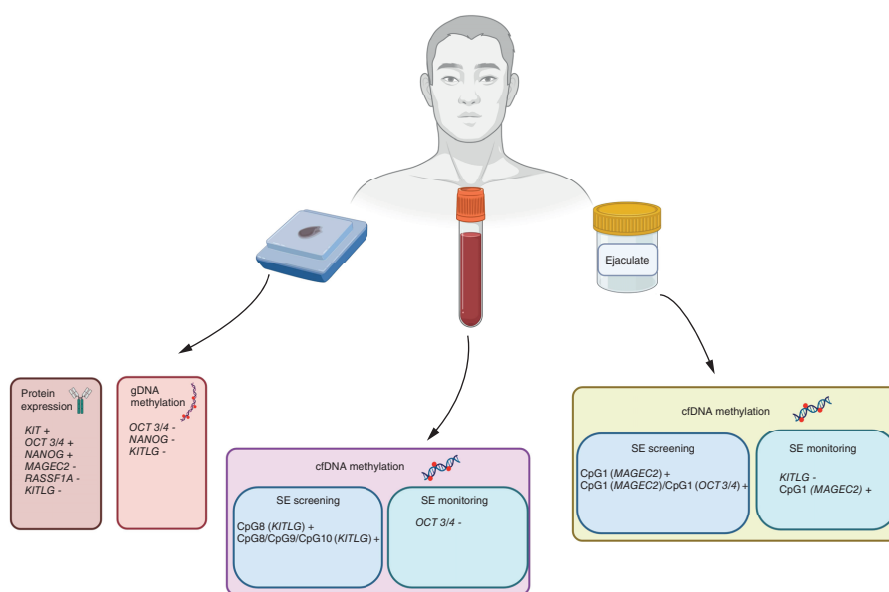 Ejaculate
Protein
expression
KIT +
OCT 3/4 +
NANOG +
MAGEC2 -
RASSF1A -
KITLG -
gDNA
methylation
OCT 3/4 -
NANOG -
KITLG -
cfDNA methylation
SE screening
CpG8 (KITLG) +
CpG8/CpG9/CpG10 (KITLG) +
SE monitoring
OCT 3/4 -
cfDNA methylation
SE screening
CpG1 (MAGEC2) +
CpG1 (MAGEC2)/CpG1 (OCT 3/4) +
SE monitoring
KITLG -
CpG1 (MAGEC2) +